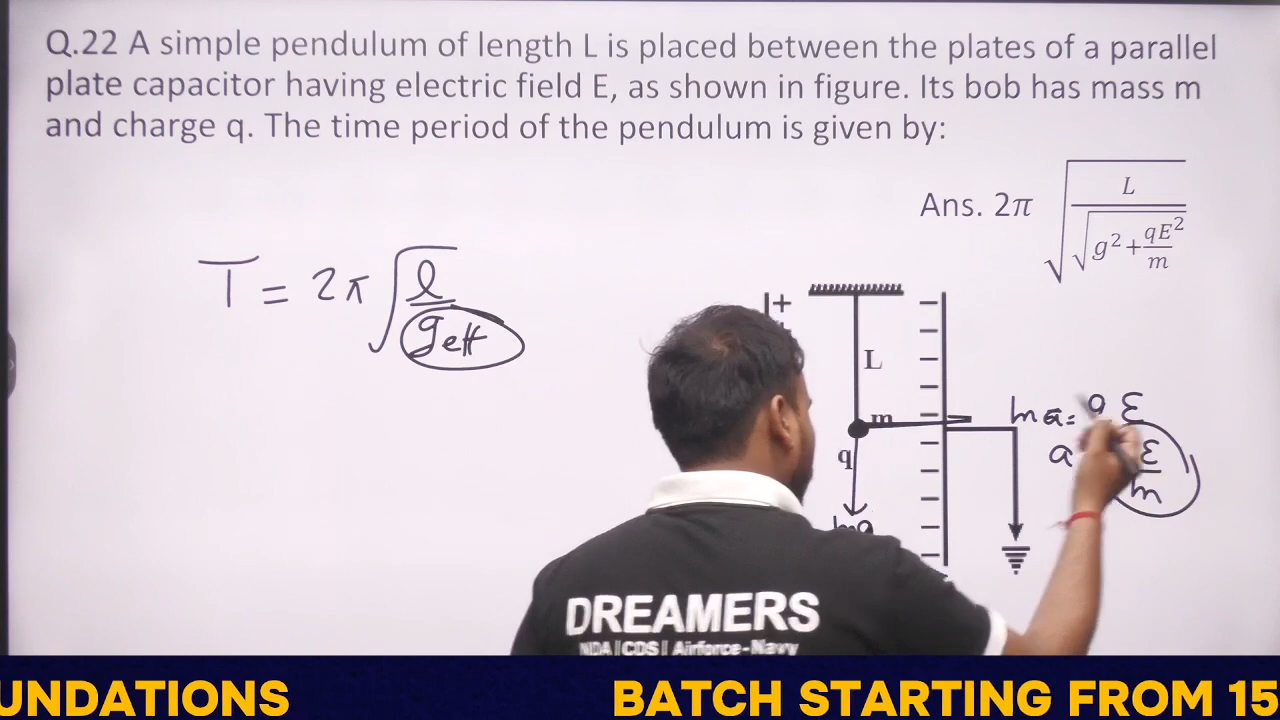 Q.22 A simple pendulum of length L is placed between the plates of a parallel
plate capacitor having electric field E, as shown in figure. Its bob has mass m
and charge q. The time period of the pendulum is given by:
Ans. 2π √(L/√(g²+qE²/m))
T = 2π √(l/geff)
+
L
m
q
mg
ma = qE
a
E
m
DREAMERS
NDA | CDS | Airforce-Navy
UNDATIONS
BATCH STARTING FROM 15